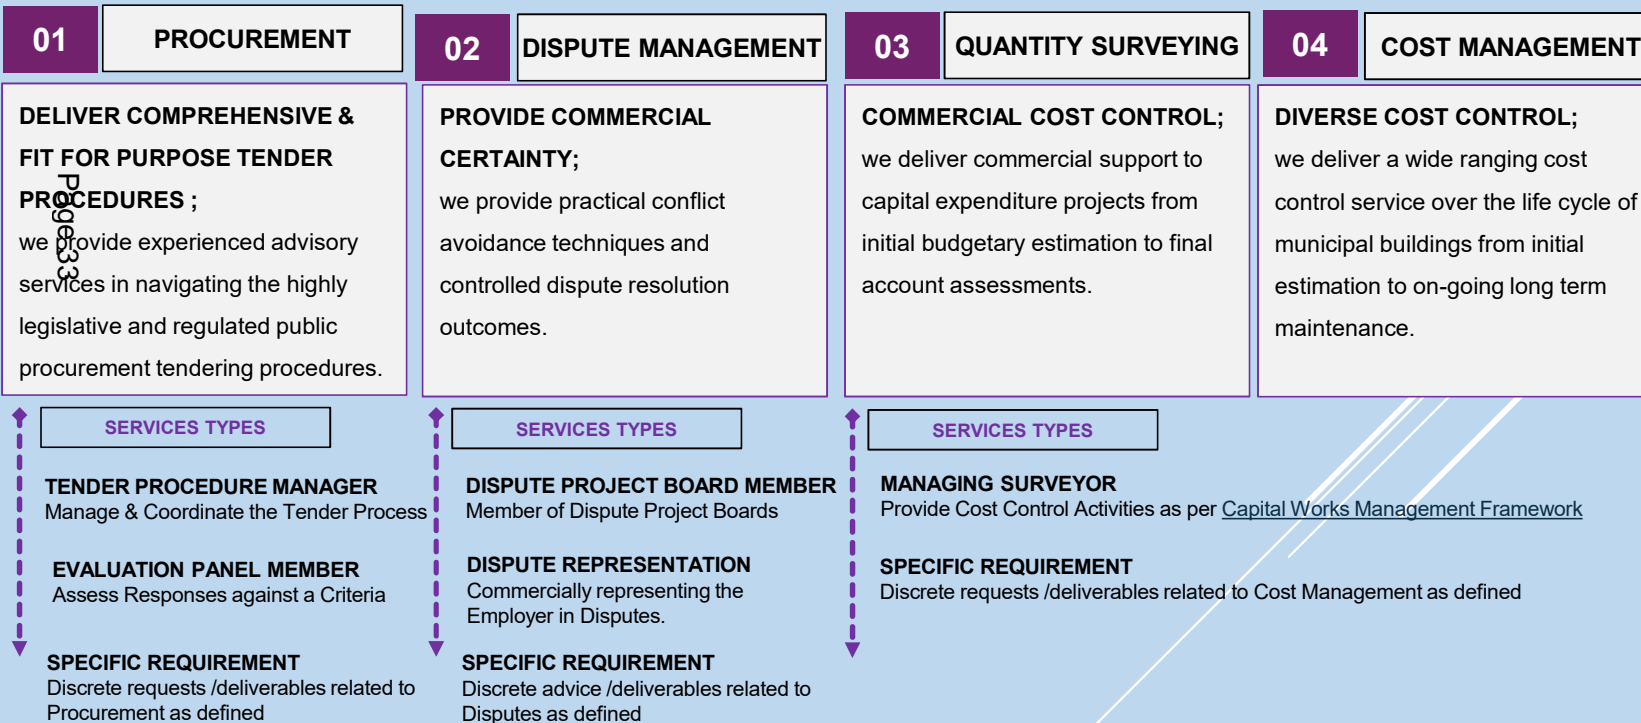 01
PROCUREMENT
DELIVER COMPREHENSIVE &
FIT FOR PURPOSE TENDER
PROCEDURES ;
we provide experienced advisory
services in navigating the highly
legislative and regulated public
procurement tendering procedures.
Page 33
SERVICES TYPES
TENDER PROCEDURE MANAGER
Manage & Coordinate the Tender Process
EVALUATION PANEL MEMBER
Assess Responses against a Criteria
SPECIFIC REQUIREMENT
Discrete requests /deliverables related to
Procurement as defined
02
DISPUTE MANAGEMENT
PROVIDE COMMERCIAL
CERTAINTY;
we provide practical conflict
avoidance techniques and
controlled dispute resolution
outcomes.
SERVICES TYPES
DISPUTE PROJECT BOARD MEMBER
Member of Dispute Project Boards
DISPUTE REPRESENTATION
Commercially representing the
Employer in Disputes.
SPECIFIC REQUIREMENT
Discrete advice /deliverables related to
Disputes as defined
03
QUANTITY SURVEYING
COMMERCIAL COST CONTROL;
we deliver commercial support to
capital expenditure projects from
initial budgetary estimation to final
account assessments.
04
COST MANAGEMENT
DIVERSE COST CONTROL;
we deliver a wide ranging cost
control service over the life cycle of
municipal buildings from initial
estimation to on-going long term
maintenance.
SERVICES TYPES
MANAGING SURVEYOR
Provide Cost Control Activities as per Capital Works Management Framework
SPECIFIC REQUIREMENT
Discrete requests /deliverables related to Cost Management as defined